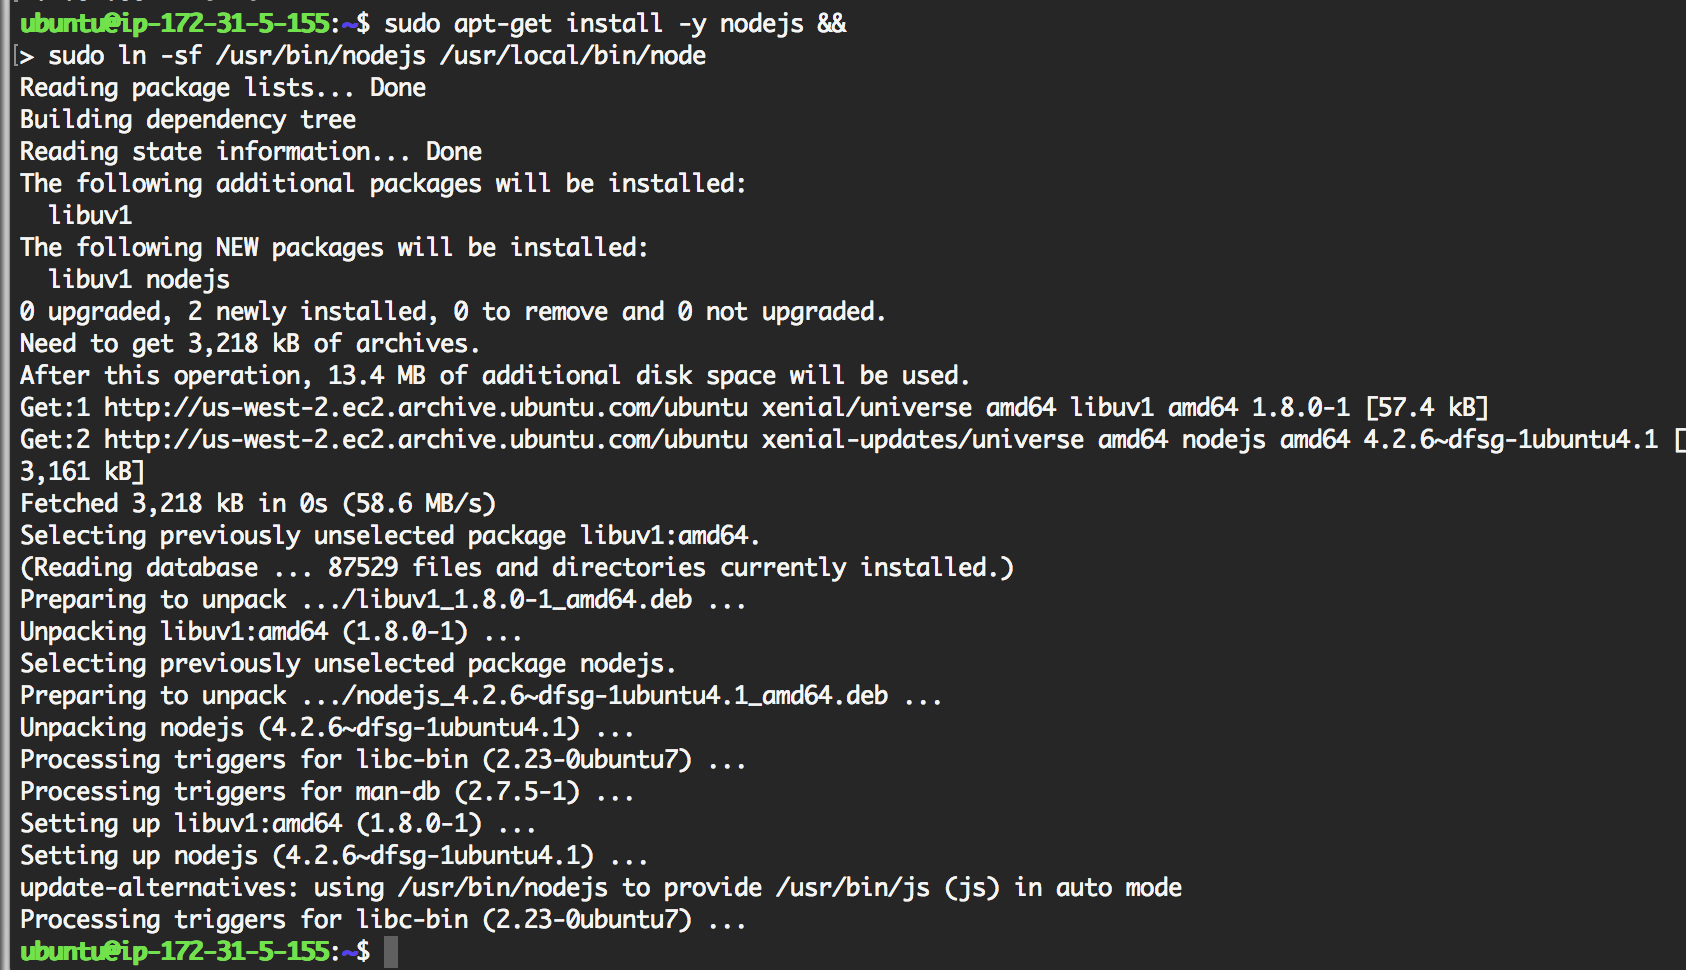 ubuntu@ip-172-31-5-155:~$ sudo apt-get install -y nodejs &&
> sudo ln -sf /usr/bin/nodejs /usr/local/bin/node
Reading package lists... Done
Building dependency tree
Reading state information... Done
The following additional packages will be installed:
  libuv1
The following NEW packages will be installed:
  libuv1 nodejs
0 upgraded, 2 newly installed, 0 to remove and 0 not upgraded.
Need to get 3,218 kB of archives.
After this operation, 13.4 MB of additional disk space will be used.
Get:1 http://us-west-2.ec2.archive.ubuntu.com/ubuntu xenial/universe amd64 libuv1 amd64 1.8.0-1 [57.4 kB]
Get:2 http://us-west-2.ec2.archive.ubuntu.com/ubuntu xenial-updates/universe amd64 nodejs amd64 4.2.6~dfsg-1ubuntu4.1 [
3,161 kB]
Fetched 3,218 kB in 0s (58.6 MB/s)
Selecting previously unselected package libuv1:amd64.
(Reading database ... 87529 files and directories currently installed.)
Preparing to unpack .../libuv1_1.8.0-1_amd64.deb ...
Unpacking libuv1:amd64 (1.8.0-1) ...
Selecting previously unselected package nodejs.
Preparing to unpack .../nodejs_4.2.6~dfsg-1ubuntu4.1_amd64.deb ...
Unpacking nodejs (4.2.6~dfsg-1ubuntu4.1) ...
Processing triggers for libc-bin (2.23-0ubuntu7) ...
Processing triggers for man-db (2.7.5-1) ...
Setting up libuv1:amd64 (1.8.0-1) ...
Setting up nodejs (4.2.6~dfsg-1ubuntu4.1) ...
update-alternatives: using /usr/bin/nodejs to provide /usr/bin/js (js) in auto mode
Processing triggers for libc-bin (2.23-0ubuntu7) ...
ubuntu@ip-172-31-5-155:~$